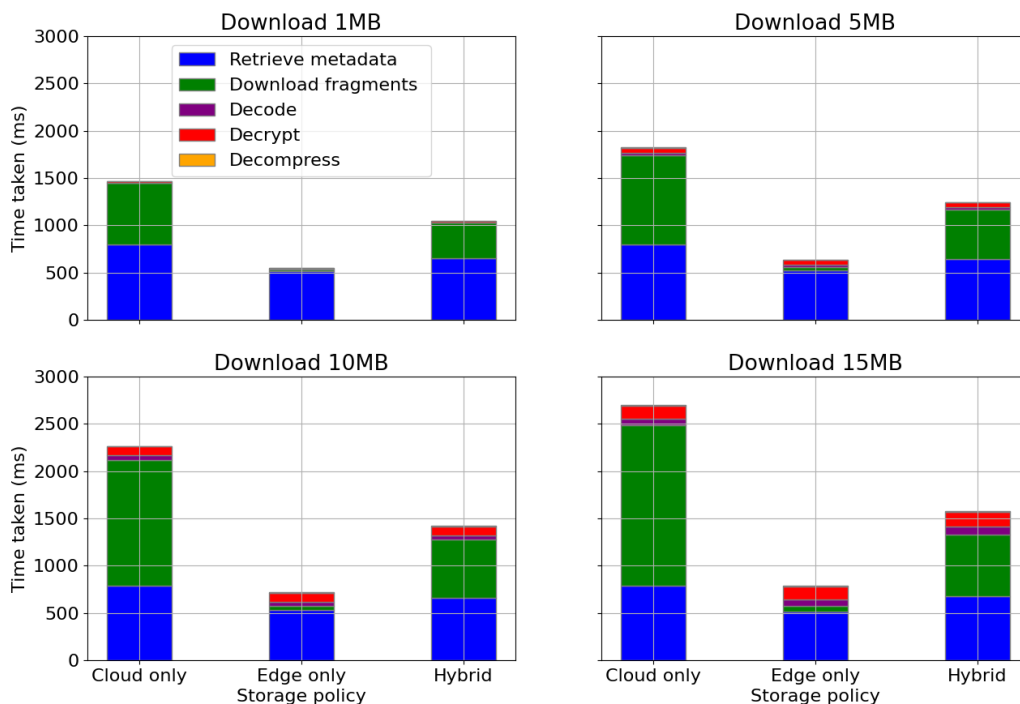 Download 1MB
Download 5MB
3000
2500
2000
1500
1000
500
0
Time taken (ms)
Retrieve metadata
Download fragments
Decode
Decrypt
Decompress
Download 10MB
Download 15MB
3000
2500
2000
1500
1000
500
0
Time taken (ms)
Cloud only Edge only Hybrid
Storage policy
Cloud only Edge only Hybrid
Storage policy